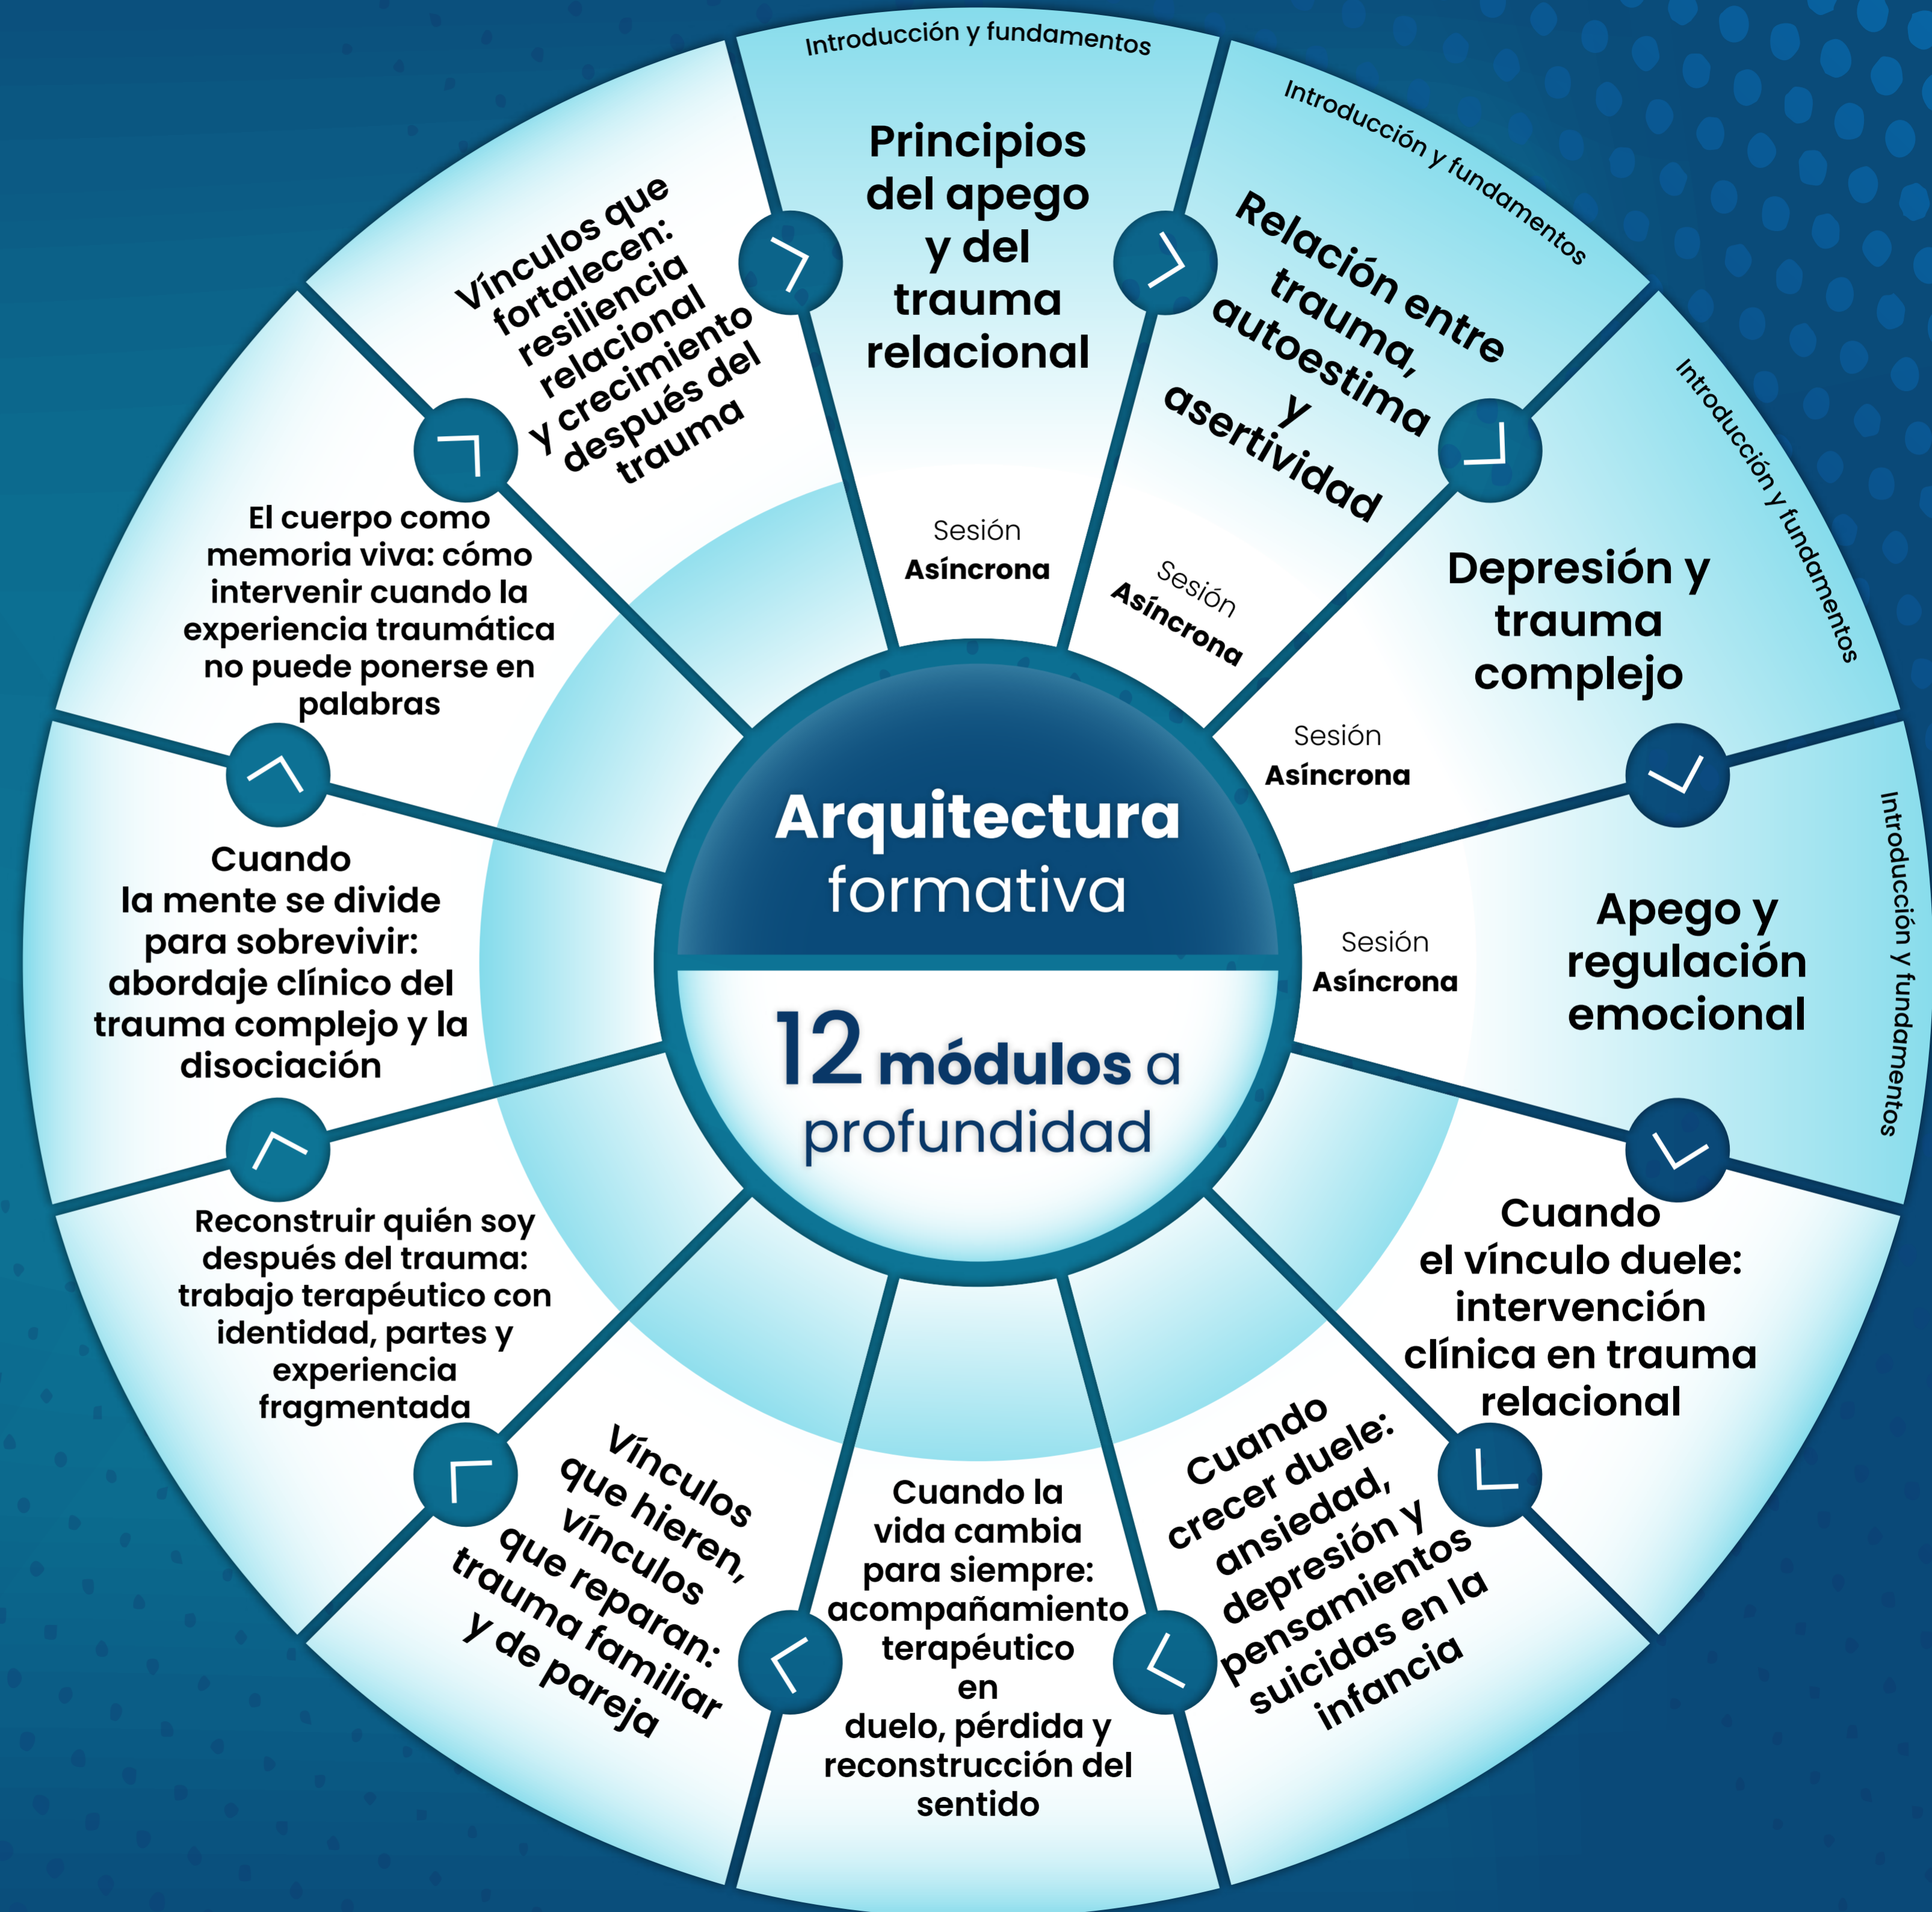 Arquitectura
formativa
12 módulos a
profundidad
Introducción y fundamentos
Principios
del apego
y del
trauma
relacional
Sesión
Asíncrona
Introducción y fundamentos
Relación entre
trauma,
autoestima
y
asertividad
Sesión
Asíncrona
Introducción y fundamentos
Depresión y
trauma
complejo
Sesión
Asíncrona
Introducción y fundamentos
Apego y
regulación
emocional
Sesión
Asíncrona
Cuando
el vínculo duele:
intervención
clínica en trauma
relacional
Cuando
crecer duele:
ansiedad,
depresión y
pensamientos
suicidas en la
infancia
Cuando la
vida cambia
para siempre:
acompañamiento
terapéutico
en
duelo, pérdida y
reconstrucción del
sentido
Vínculos
que hieren,
vínculos
que reparan:
trauma familiar
y de pareja
Reconstruir quién soy
después del trauma:
trabajo terapéutico con
identidad, partes y
experiencia
fragmentada
Cuando
la mente se divide
para sobrevivir:
abordaje clínico del
trauma complejo y la
disociación
El cuerpo como
memoria viva: cómo
intervenir cuando la
experiencia traumática
no puede ponerse en
palabras
Vínculos que
fortalecen:
resiliencia
relacional
y crecimiento
después del
trauma